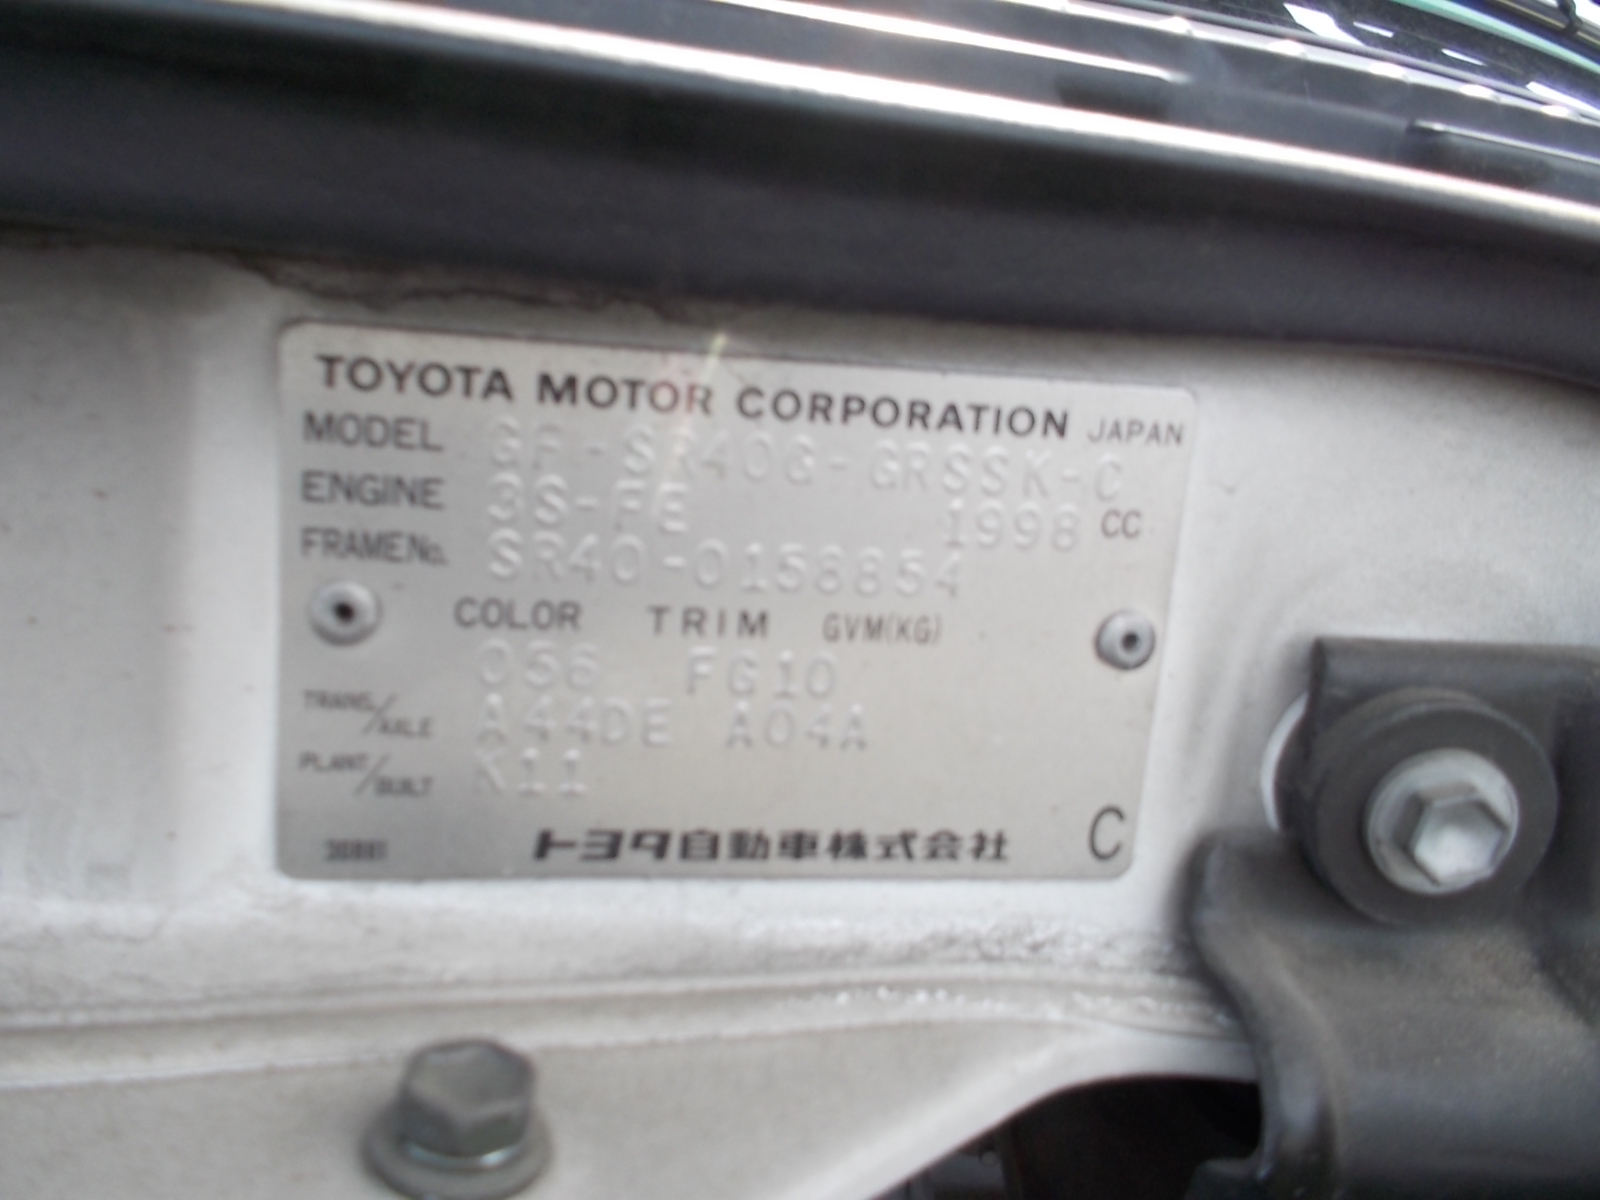 TOYOTA MOTOR CORPORATION JAPAN
MODEL GF-SR40G-GRSSK-C
ENGINE 3S-FE 1998 CC
FRAME No. SR40-0158854
COLOR TRIM GVM(KG)
056 FG10
TRANS/AXLE A44DE A04A
PLANT/BUILT K11
トヨタ自動車株式会社 C